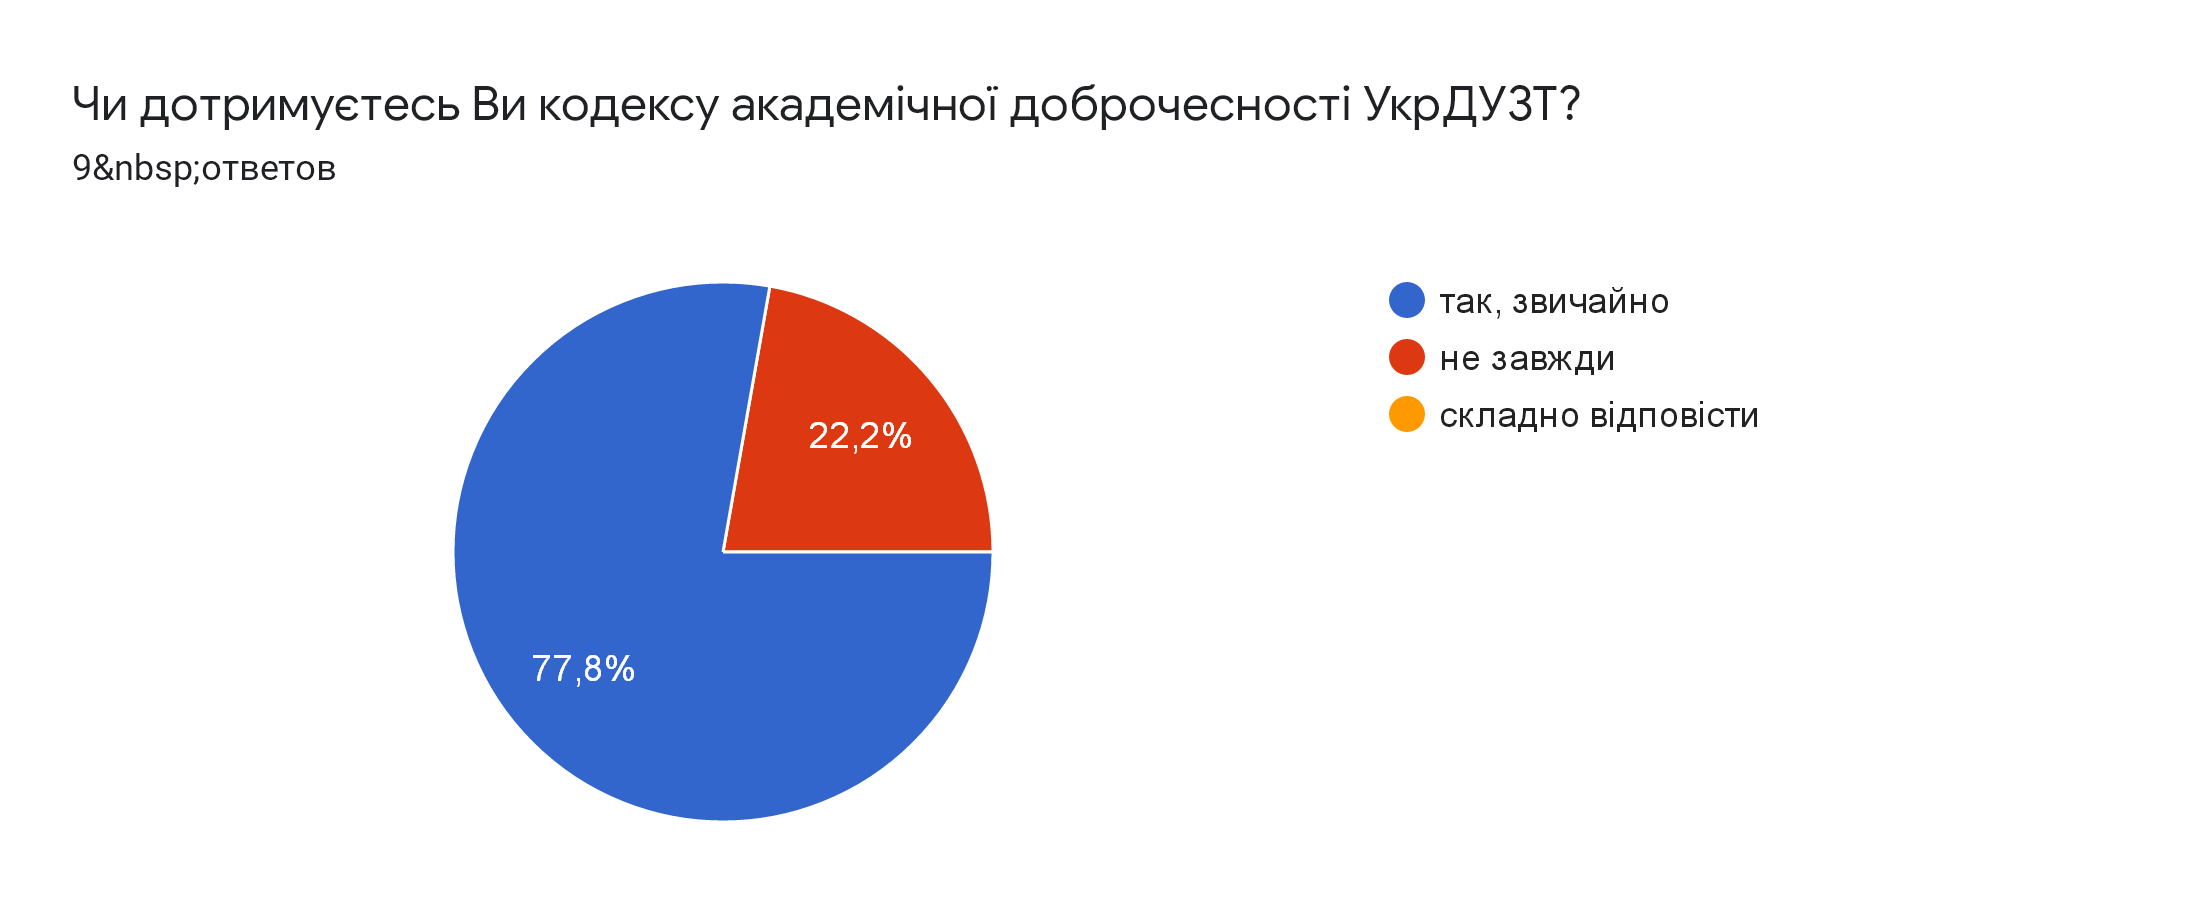 Чи дотримуєтесь Ви кодексу академічної доброчесності УкрДУЗТ?
9&nbsp;ответов
так, звичайно
не завжди
складно відповісти
22,2%
77,8%